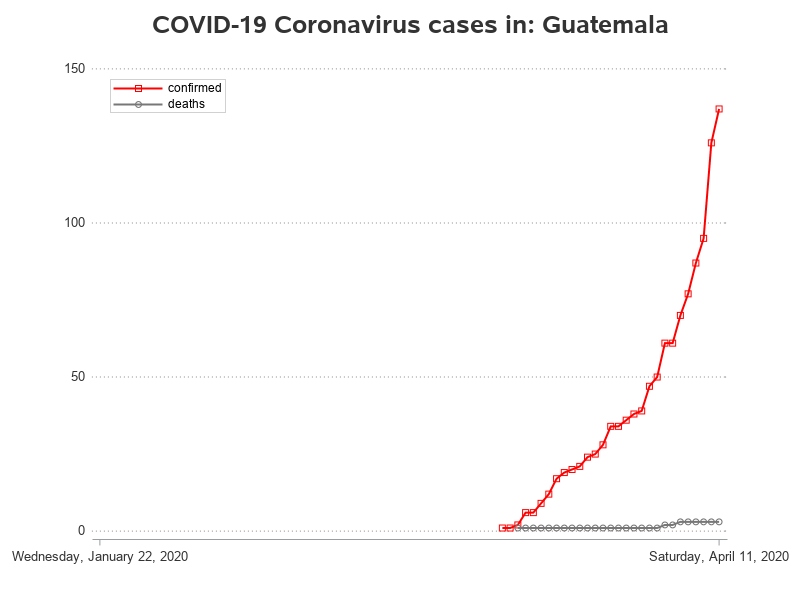 COVID-19 Coronavirus cases in: Guatemala
150
confirmed
deaths
100
50
0
Wednesday, January 22, 2020
Saturday, April 11, 2020